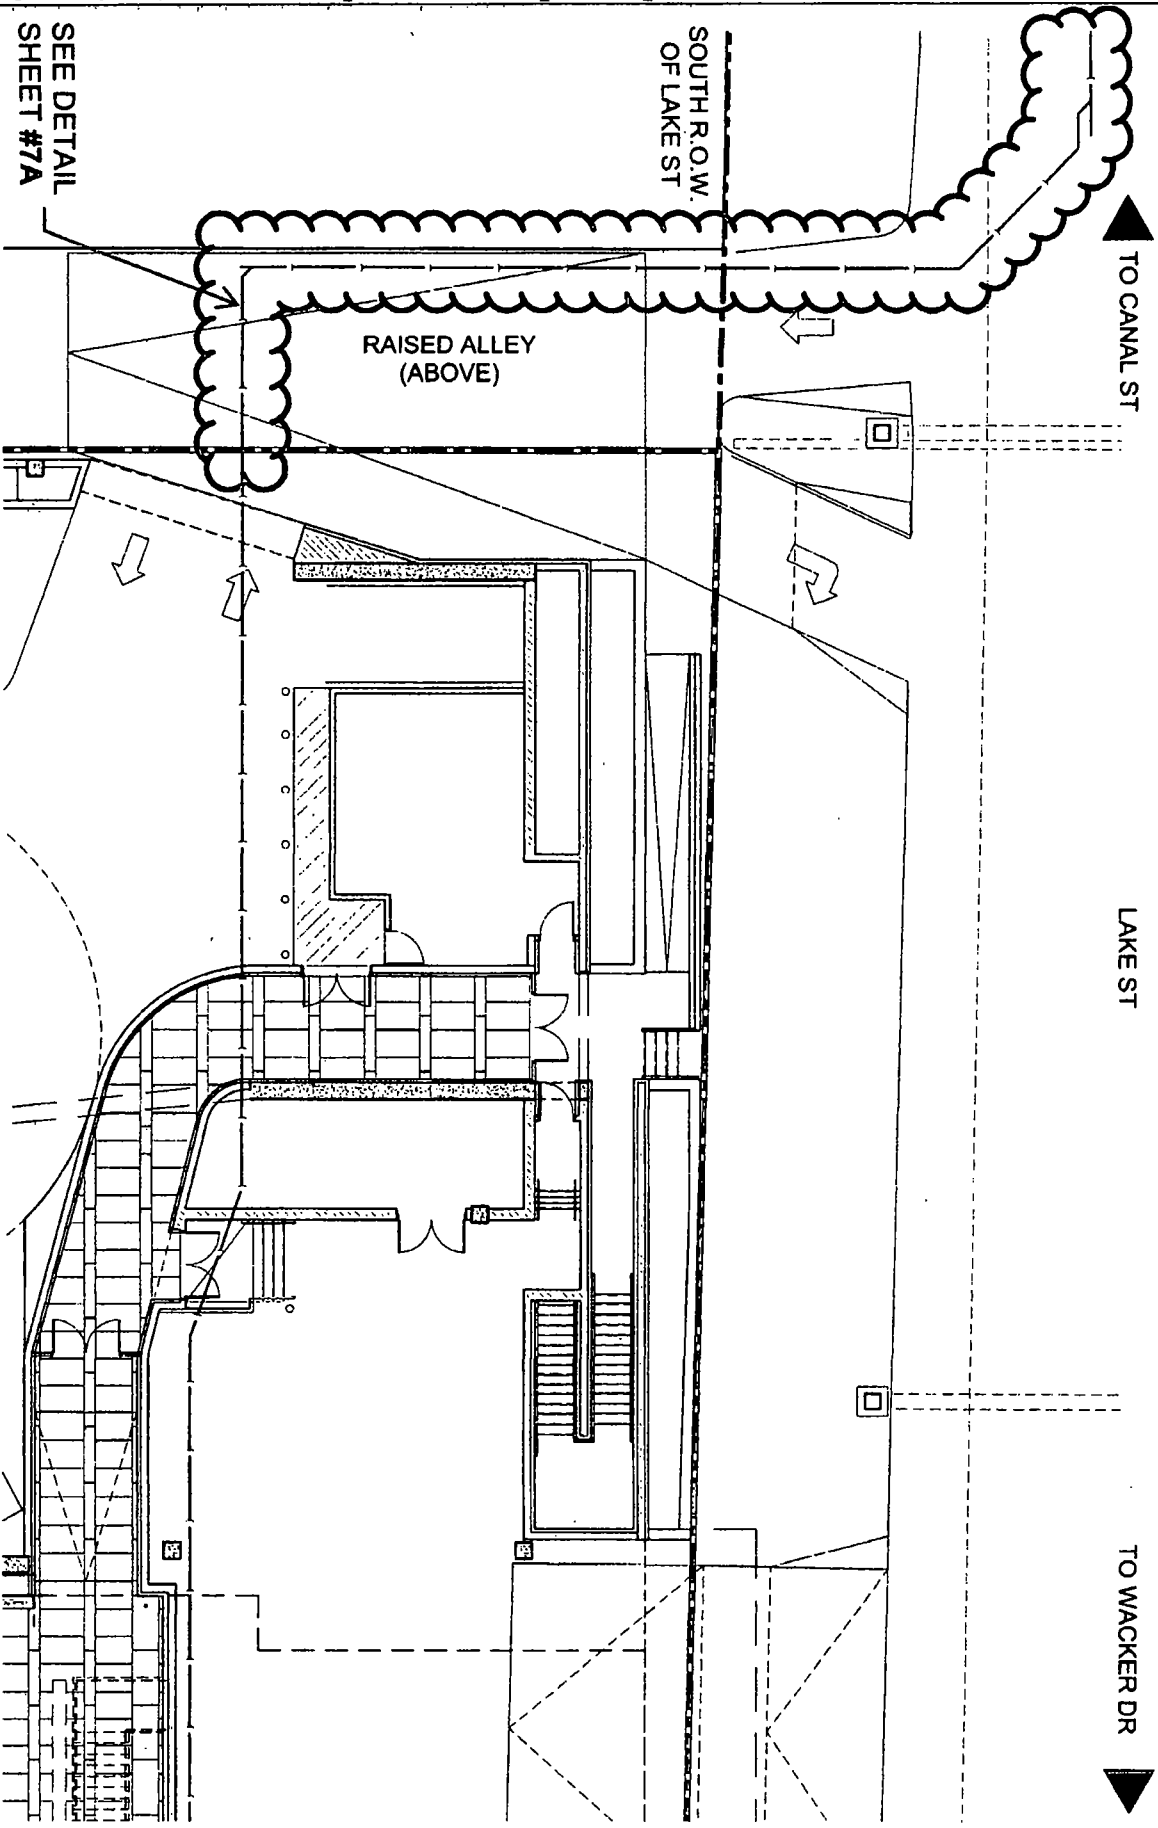 SEE DETAIL
SHEET #7A
SOUTH R.O.W.
OF LAKE ST
TO CANAL ST
RAISED ALLEY
(ABOVE)
LAKE ST
TO WACKER DR